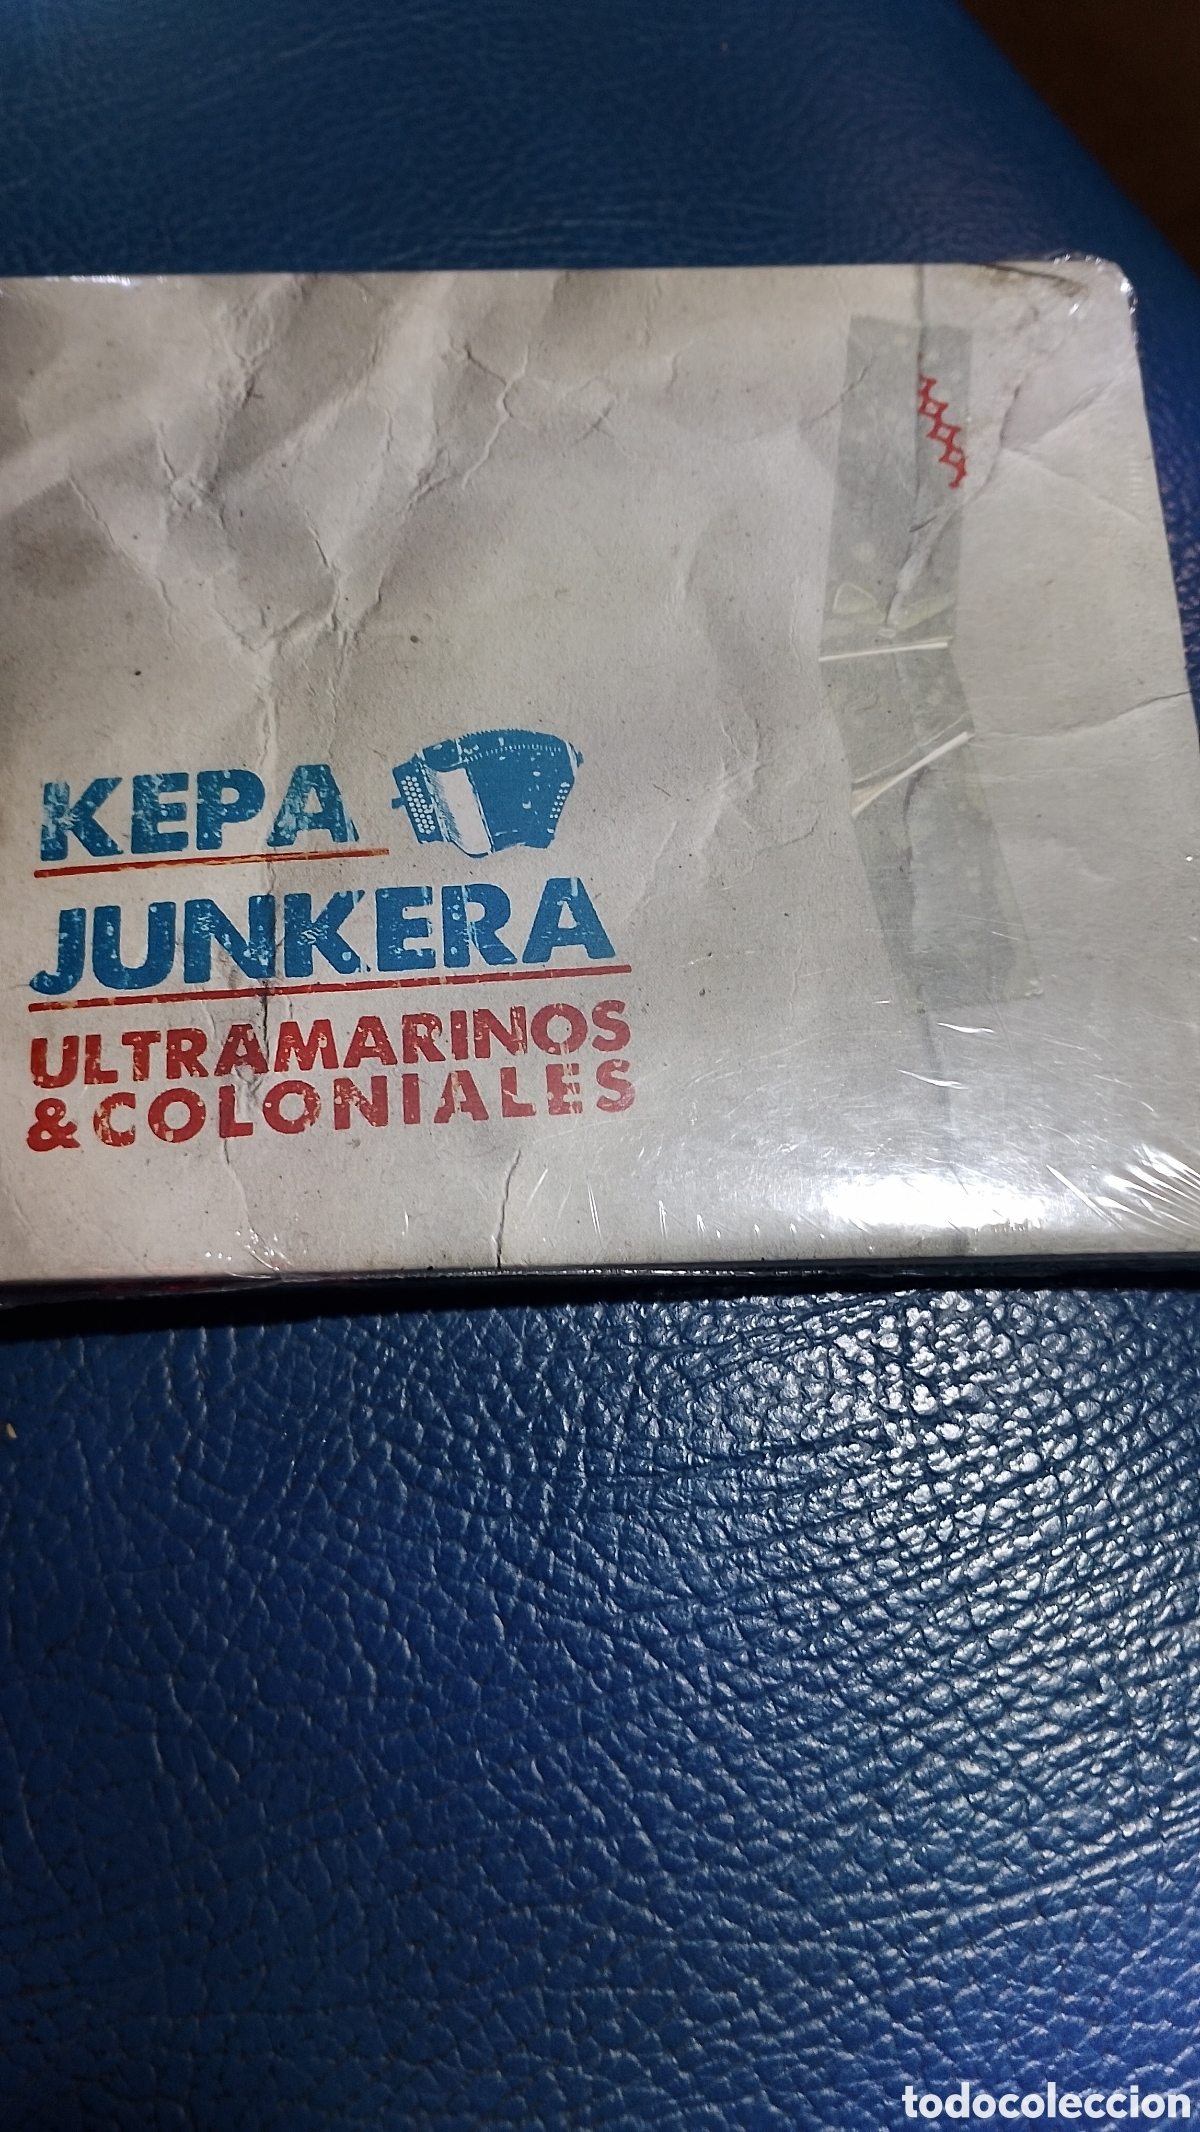 KEPA
JUNKERA
ULTRAMARINOS
& COLONIALES
todocoleccion